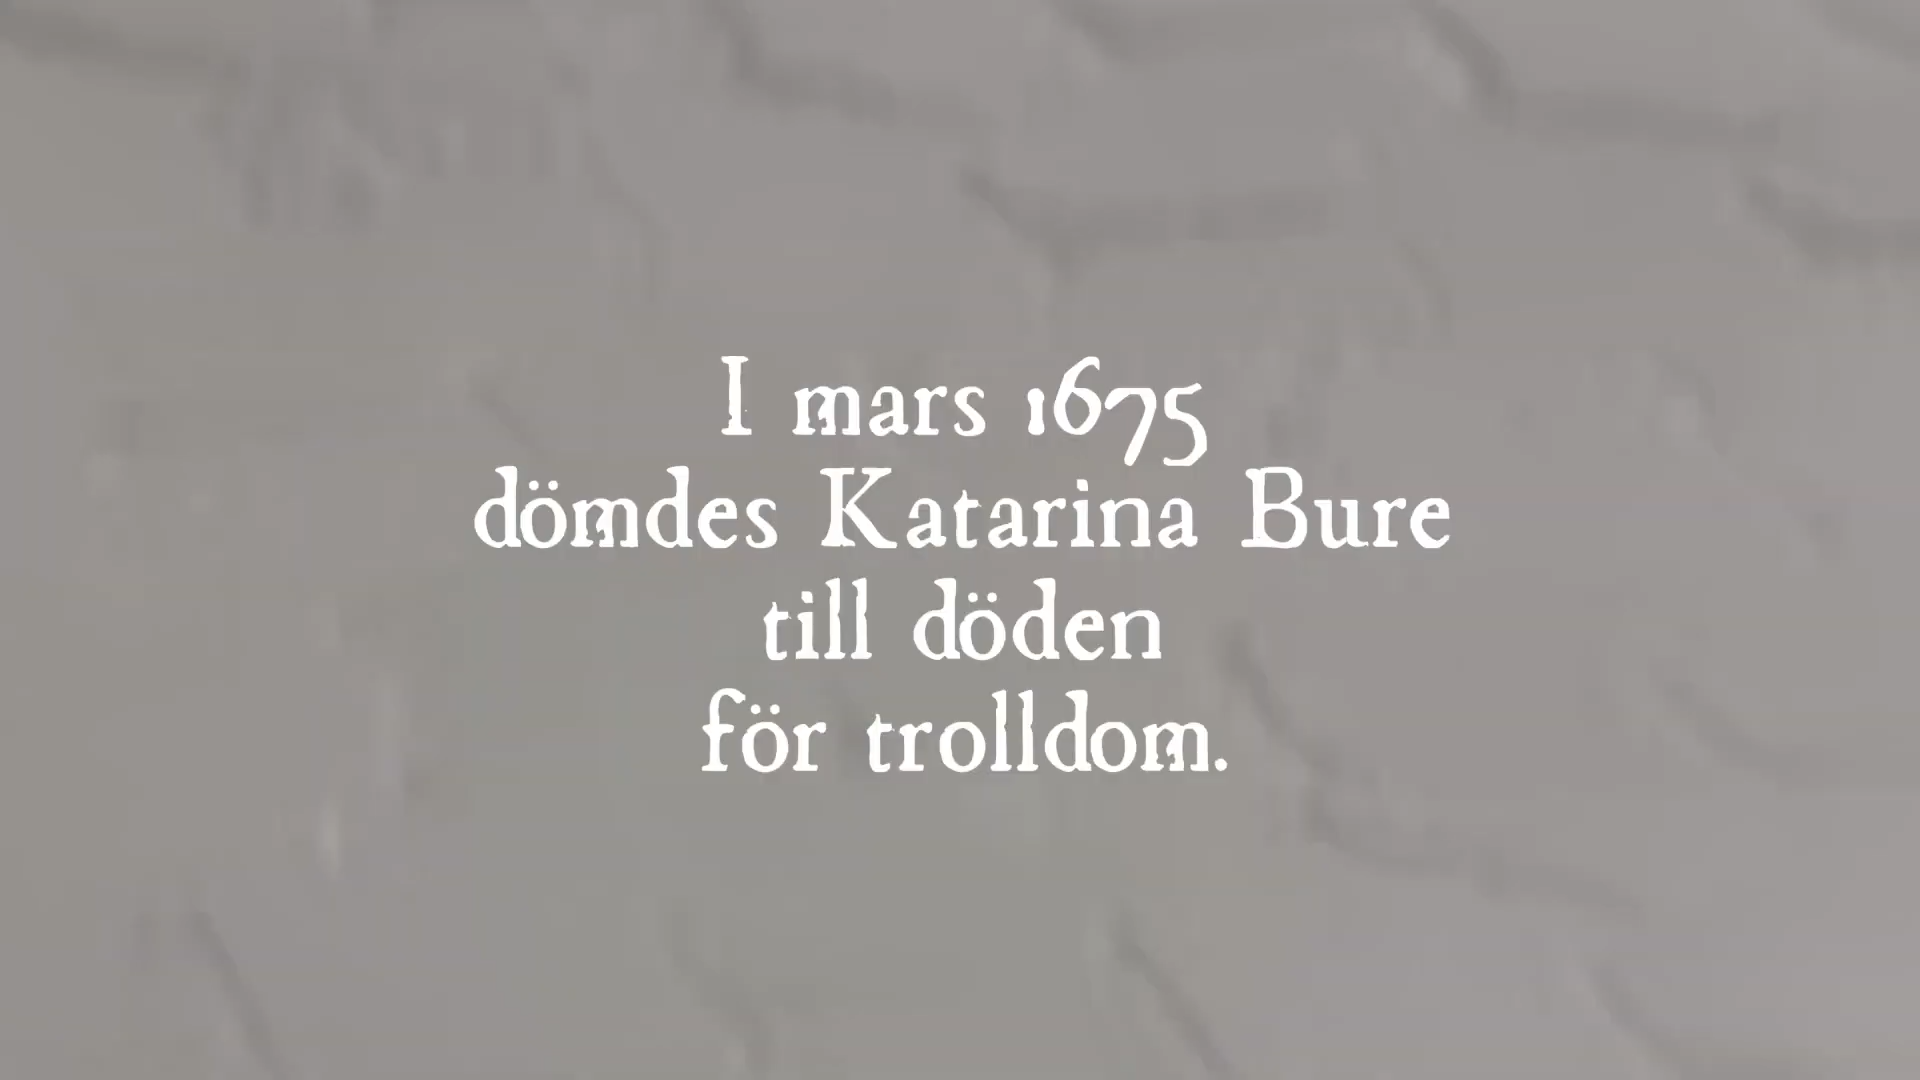 I mars 1675
dömdes Katarina Bure
till döden
för trolldom.